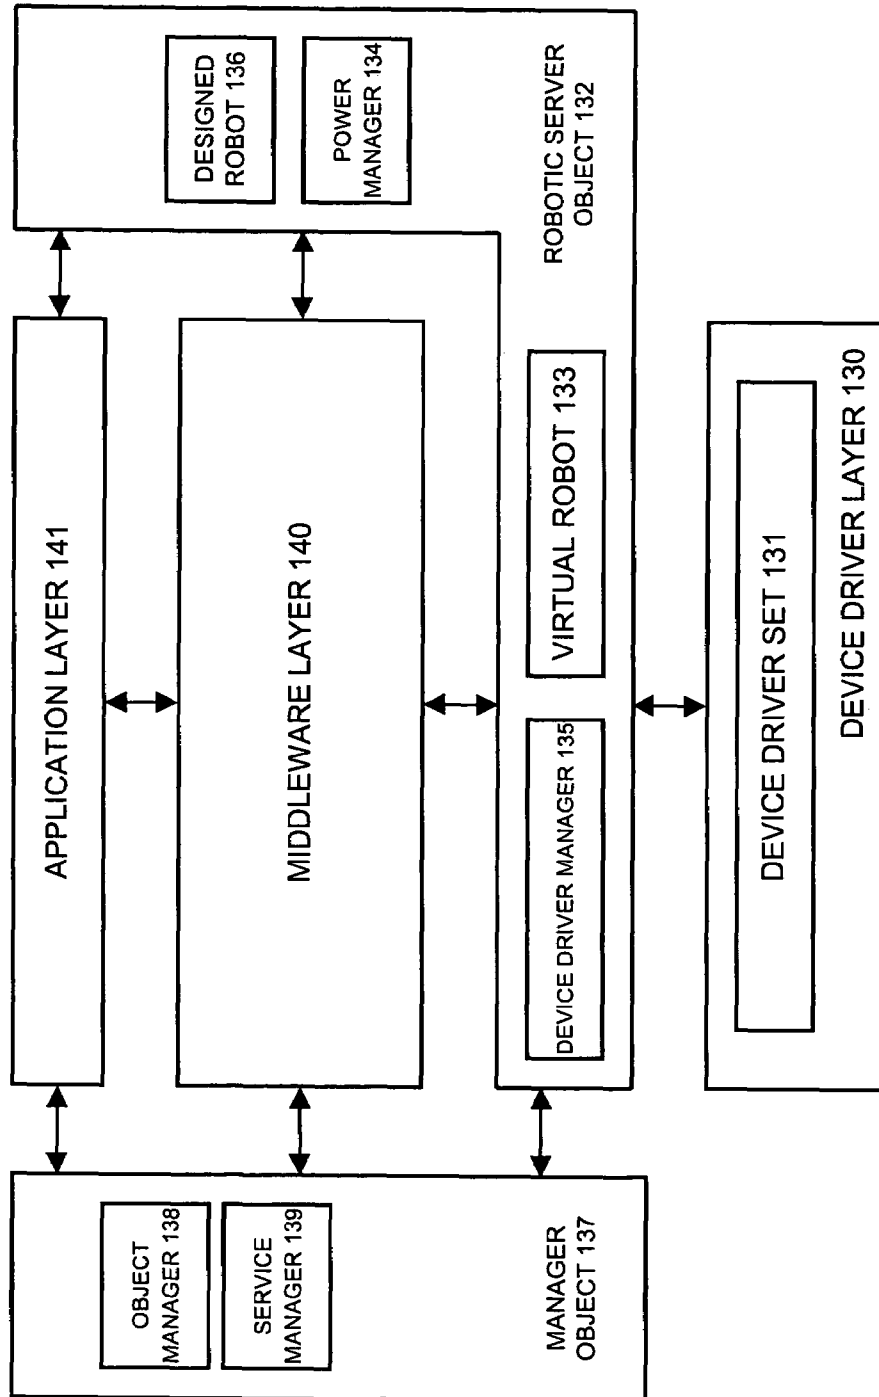 APPLICATION LAYER 141
OBJECT
MANAGER 138
SERVICE
MANAGER 139
MANAGER
OBJECT 137
MIDDLEWARE LAYER 140
DESIGNED
ROBOT 136
POWER
MANAGER 134
DEVICE DRIVER MANAGER 135
VIRTUAL ROBOT 133
ROBOTIC SERVER
OBJECT 132
DEVICE DRIVER SET 131
DEVICE DRIVER LAYER 130